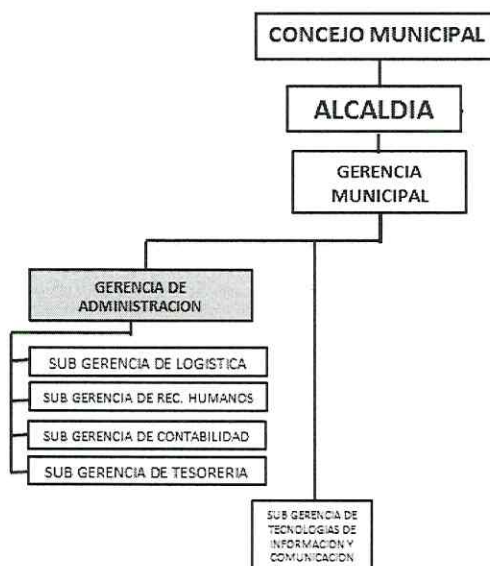 CONCEJO MUNICIPAL
ALCALDIA
GERENCIA
MUNICIPAL
GERENCIA DE
ADMINISTRACION
SUB GERENCIA DE LOGISTICA
SUB GERENCIA DE REC. HUMANOS
SUB GERENCIA DE CONTABILIDAD
SUB GERENCIA DE TESORERIA
SUB GERENCIA DE
TECNOLOGIAS DE
INFORMACION Y
COMUNICACION